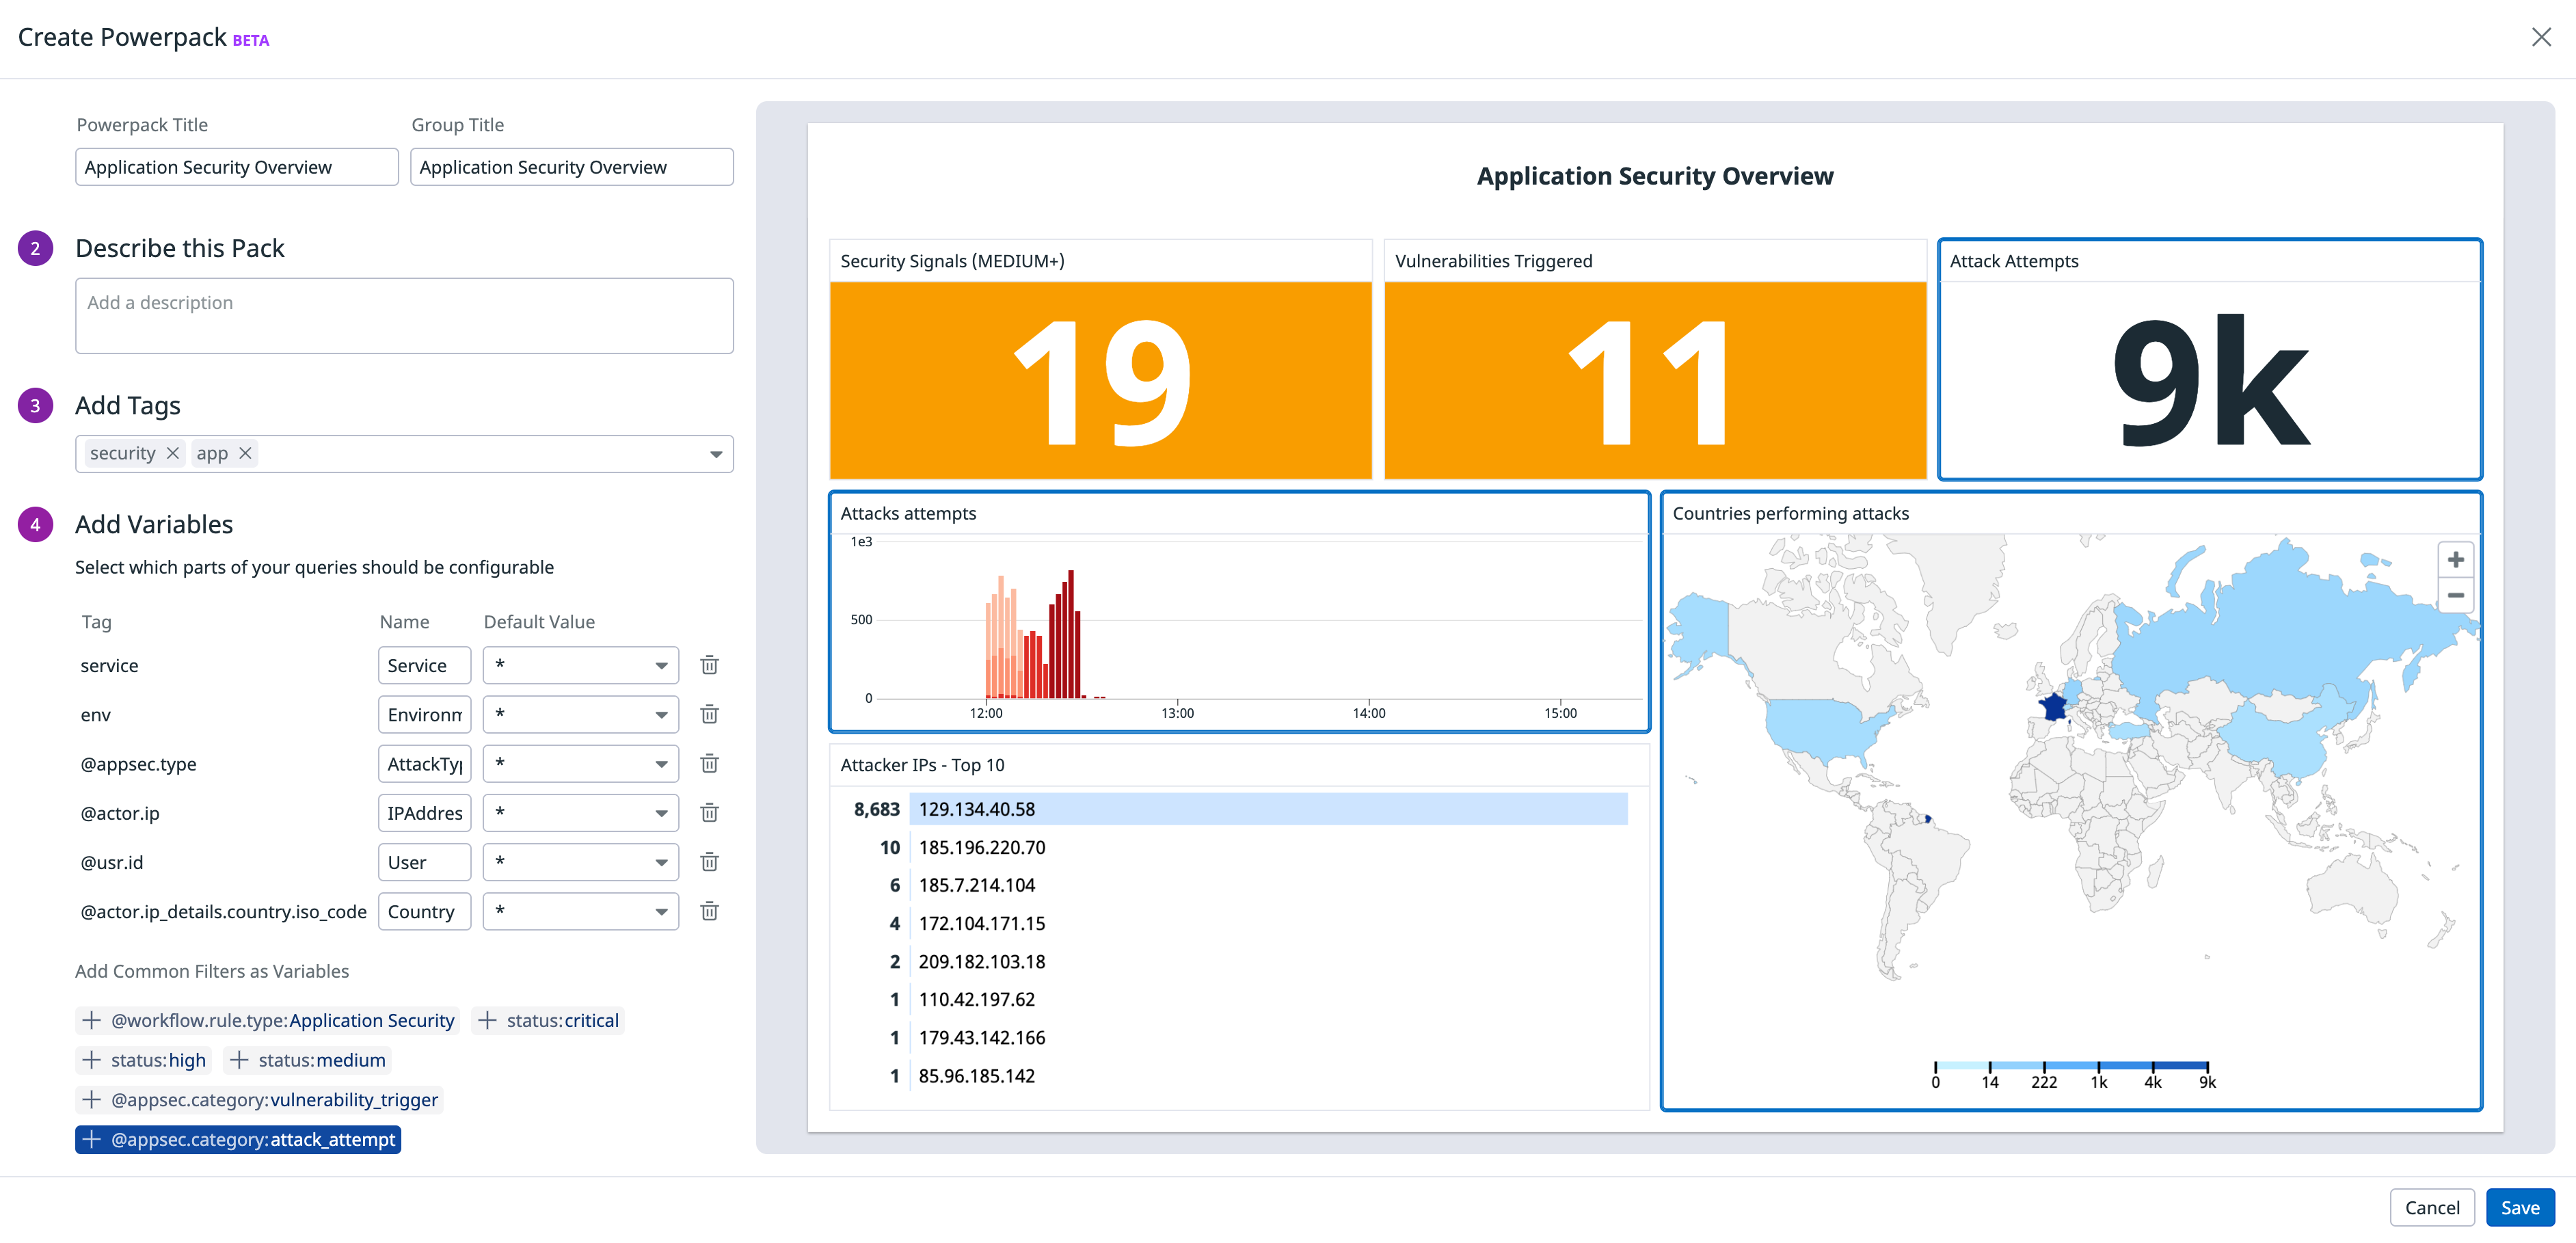 Create Powerpack BETA
Powerpack Title
Group Title
Application Security Overview
Application Security Overview
2
Describe this Pack
Add a description
3
Add Tags
security
app
4
Add Variables
Select which parts of your queries should be configurable
Tag Name Default Value
service Service *
env Environm *
@appsec.type AttackTyp *
@actor.ip IPAddres *
@usr.id User *
@actor.ip_details.country.iso_code Country *
Add Common Filters as Variables
@workflow.rule.type:Application Security
status:critical
status:high
status:medium
@appsec.category:vulnerability_trigger
@appsec.category:attack_attempt
Application Security Overview
Security Signals (MEDIUM+)
19
Vulnerabilities Triggered
11
Attack Attempts
9k
Attacks attempts
1e3
500
0
12:00 13:00 14:00 15:00
Countries performing attacks
0 14 222 1k 4k 9k
Attacker IPs - Top 10
8,683 129.134.40.58
10 185.196.220.70
6 185.7.214.104
4 172.104.171.15
2 209.182.103.18
1 110.42.197.62
1 179.43.142.166
1 85.96.185.142
Cancel
Save